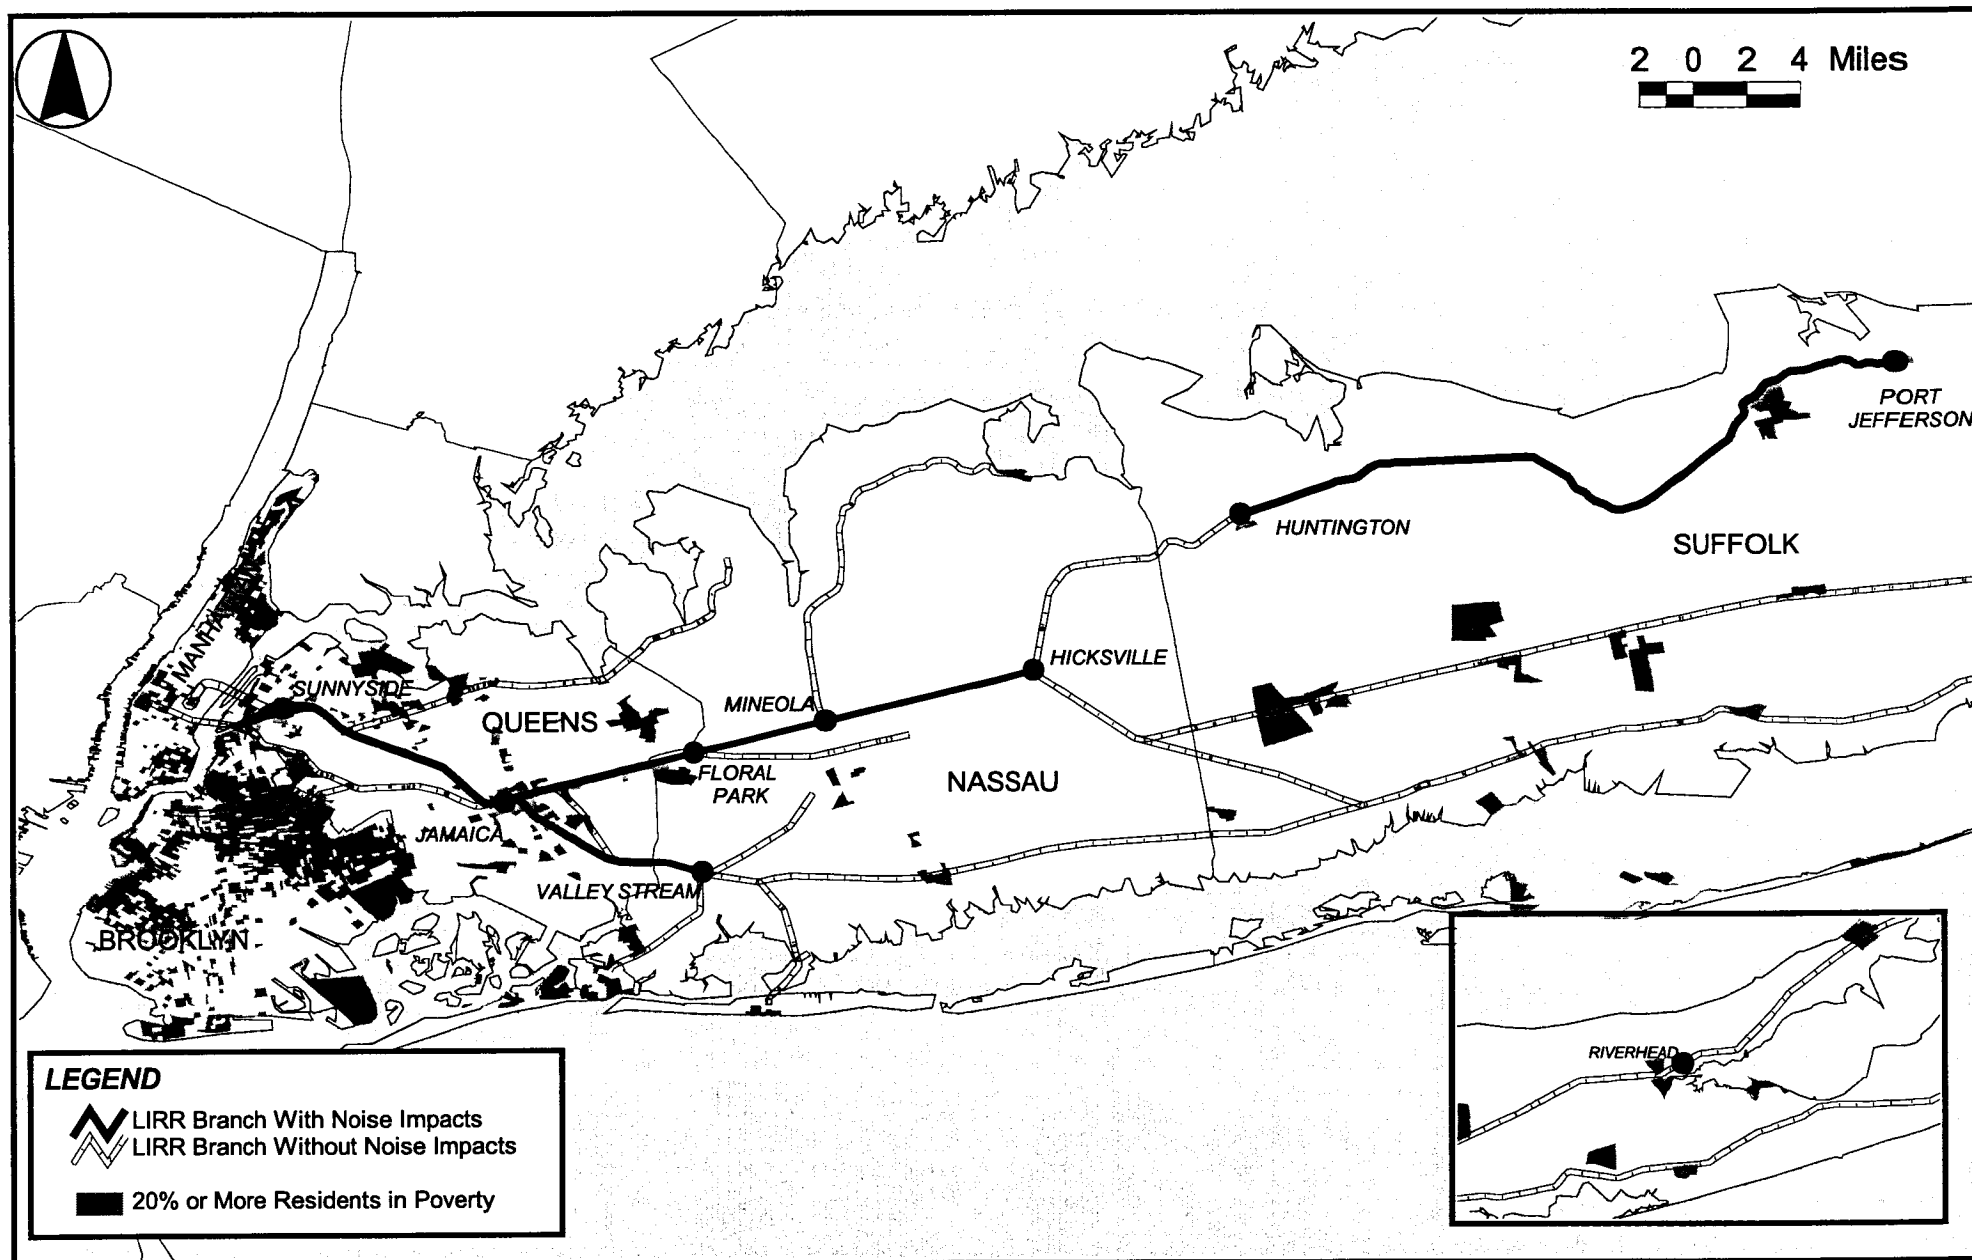 2 0 2 4 Miles
PORT
JEFFERSON
HUNTINGTON
SUFFOLK
MANHATTAN
HICKSVILLE
SUNNYSIDE
MINEOLA
QUEENS
FLORAL
PARK
NASSAU
JAMAICA
VALLEY STREAM
BROOKLYN
RIVERHEAD
LEGEND
LIRR Branch With Noise Impacts
LIRR Branch Without Noise Impacts
20% or More Residents in Poverty